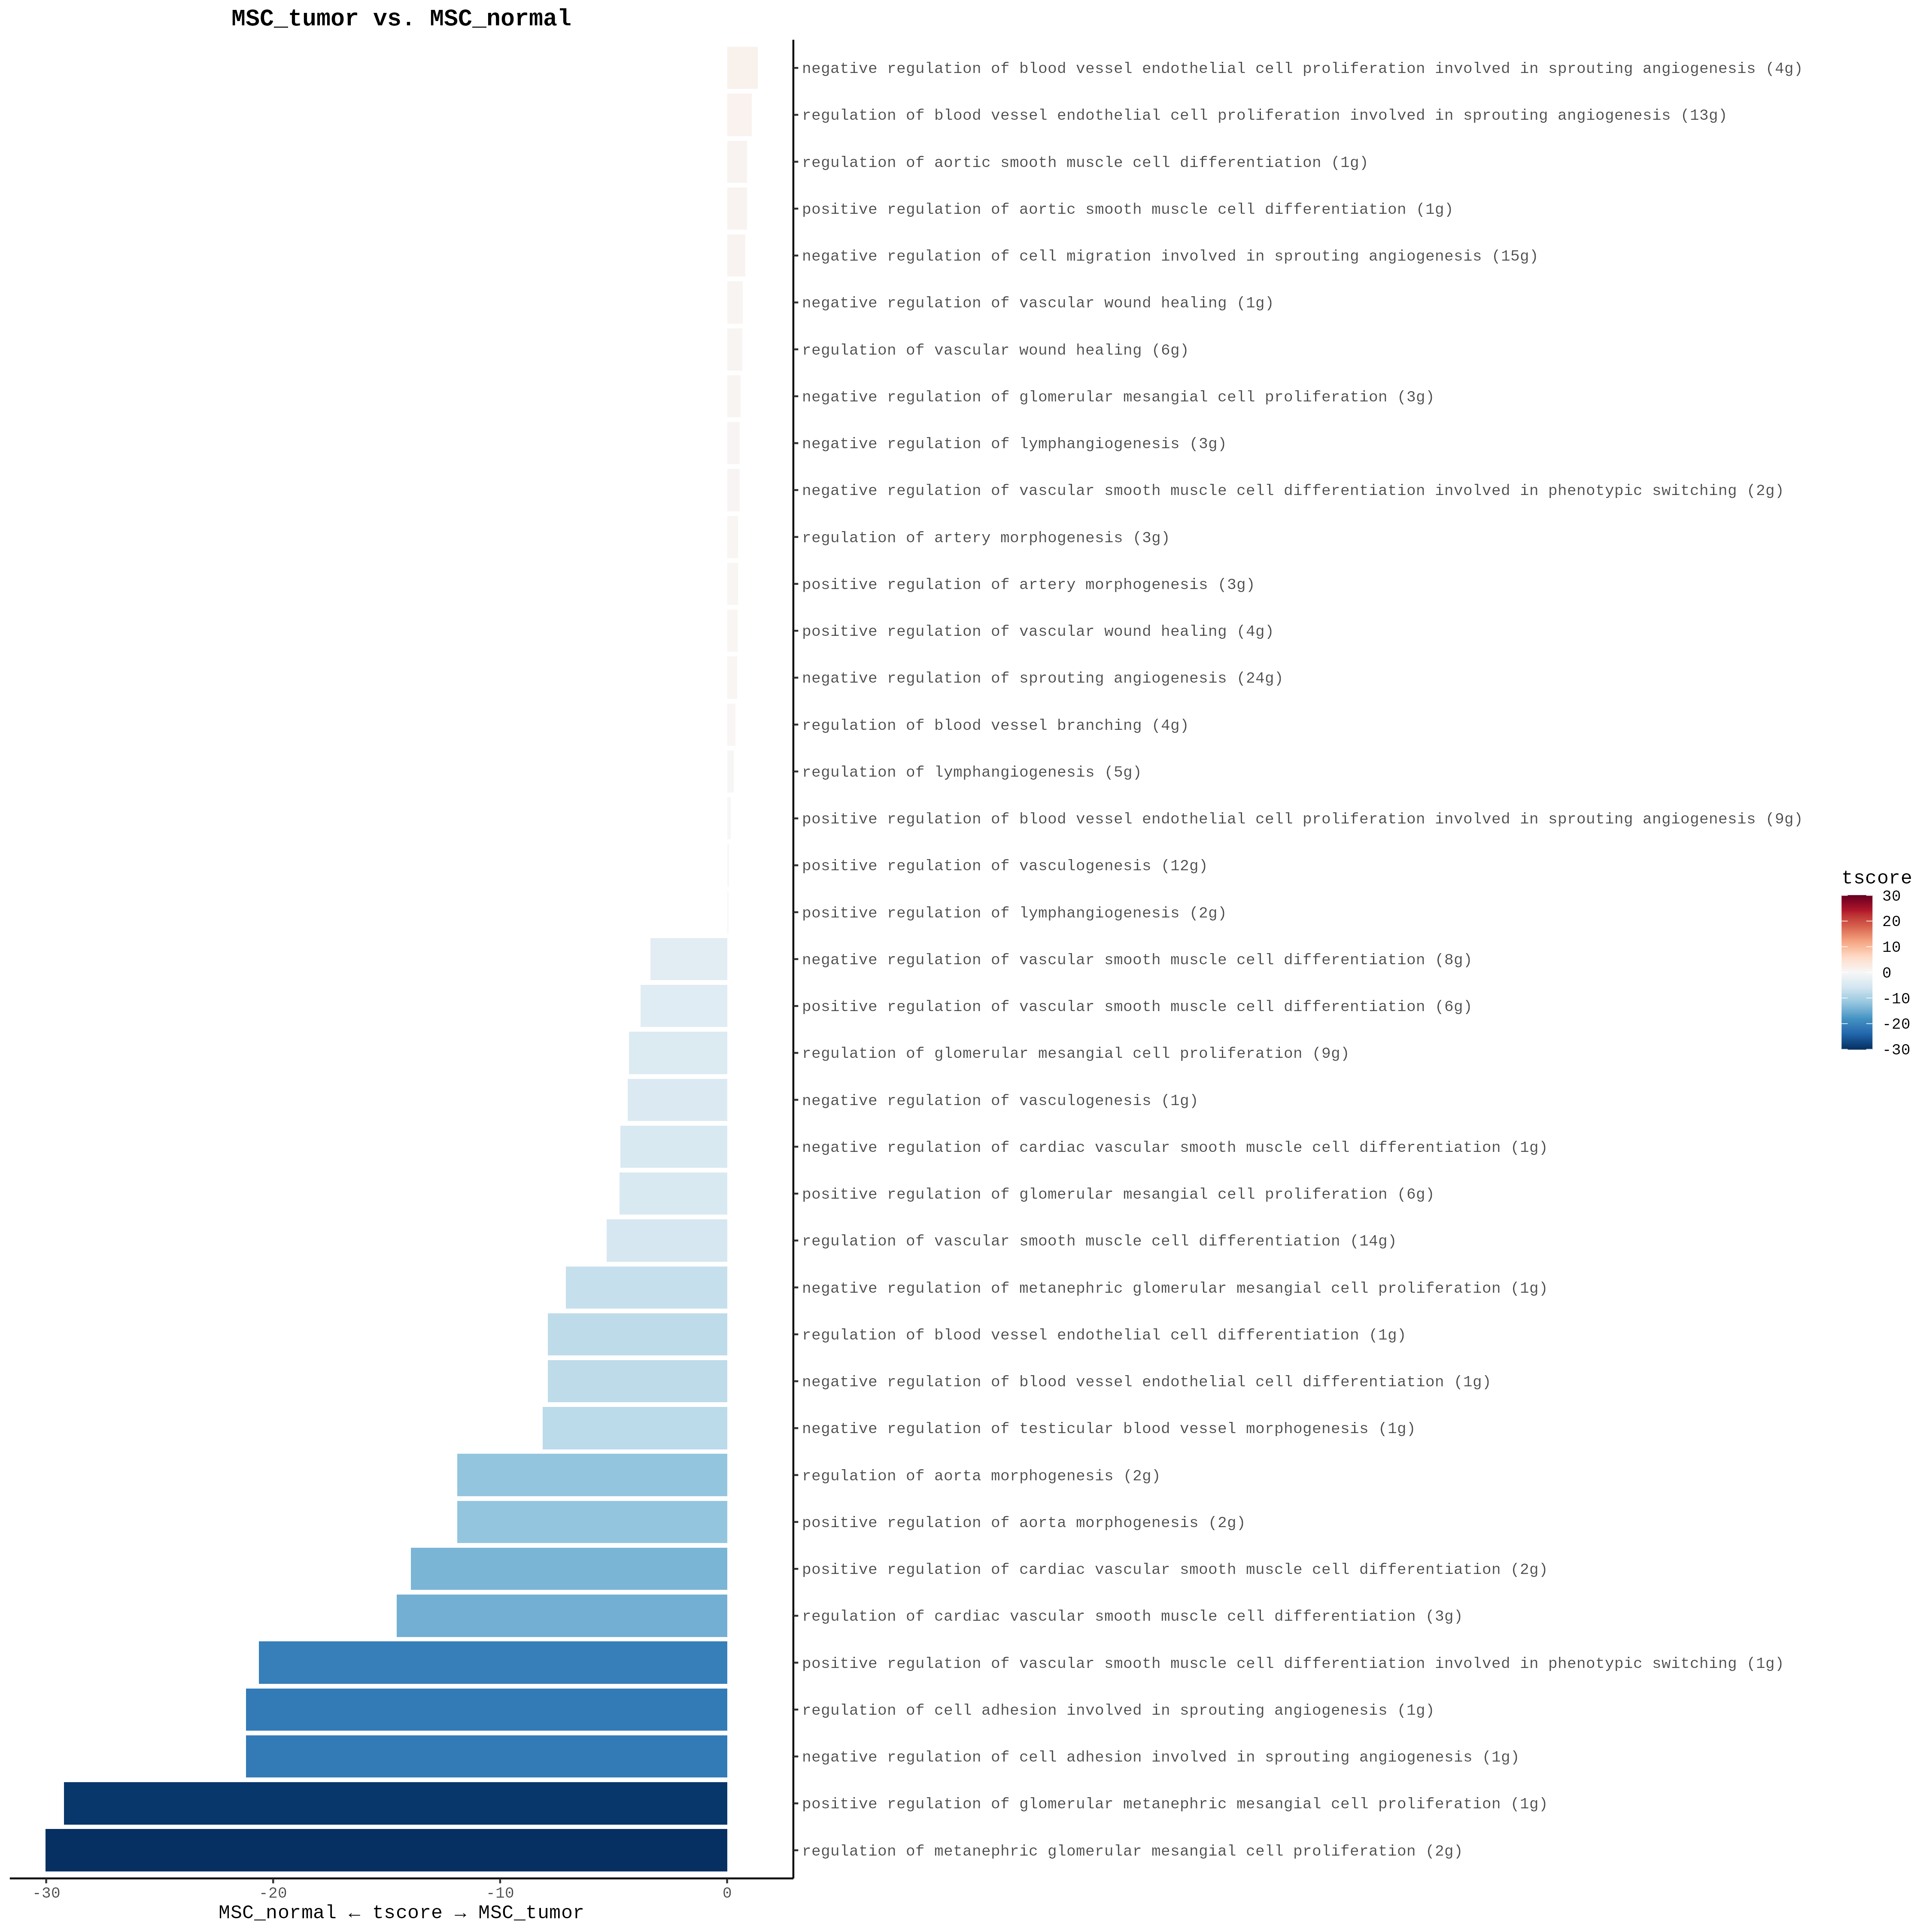 MSC_tumor vs. MSC_normal
negative regulation of blood vessel endothelial cell proliferation involved in sprouting angiogenesis (4g)
regulation of blood vessel endothelial cell proliferation involved in sprouting angiogenesis (13g)
regulation of aortic smooth muscle cell differentiation (1g)
positive regulation of aortic smooth muscle cell differentiation (1g)
negative regulation of cell migration involved in sprouting angiogenesis (15g)
negative regulation of vascular wound healing (1g)
regulation of vascular wound healing (6g)
negative regulation of glomerular mesangial cell proliferation (3g)
negative regulation of lymphangiogenesis (3g)
negative regulation of vascular smooth muscle cell differentiation involved in phenotypic switching (2g)
regulation of artery morphogenesis (3g)
positive regulation of artery morphogenesis (3g)
positive regulation of vascular wound healing (4g)
negative regulation of sprouting angiogenesis (24g)
regulation of blood vessel branching (4g)
regulation of lymphangiogenesis (5g)
positive regulation of blood vessel endothelial cell proliferation involved in sprouting angiogenesis (9g)
positive regulation of vasculogenesis (12g)
positive regulation of lymphangiogenesis (2g)
negative regulation of vascular smooth muscle cell differentiation (8g)
positive regulation of vascular smooth muscle cell differentiation (6g)
regulation of glomerular mesangial cell proliferation (9g)
negative regulation of vasculogenesis (1g)
negative regulation of cardiac vascular smooth muscle cell differentiation (1g)
positive regulation of glomerular mesangial cell proliferation (6g)
regulation of vascular smooth muscle cell differentiation (14g)
negative regulation of metanephric glomerular mesangial cell proliferation (1g)
regulation of blood vessel endothelial cell differentiation (1g)
negative regulation of blood vessel endothelial cell differentiation (1g)
negative regulation of testicular blood vessel morphogenesis (1g)
regulation of aorta morphogenesis (2g)
positive regulation of aorta morphogenesis (2g)
positive regulation of cardiac vascular smooth muscle cell differentiation (2g)
regulation of cardiac vascular smooth muscle cell differentiation (3g)
positive regulation of vascular smooth muscle cell differentiation involved in phenotypic switching (1g)
regulation of cell adhesion involved in sprouting angiogenesis (1g)
negative regulation of cell adhesion involved in sprouting angiogenesis (1g)
positive regulation of glomerular metanephric mesangial cell proliferation (1g)
regulation of metanephric glomerular mesangial cell proliferation (2g)
-30 -20 -10 0
MSC_normal ← tscore → MSC_tumor
tscore
30
20
10
0
-10
-20
-30